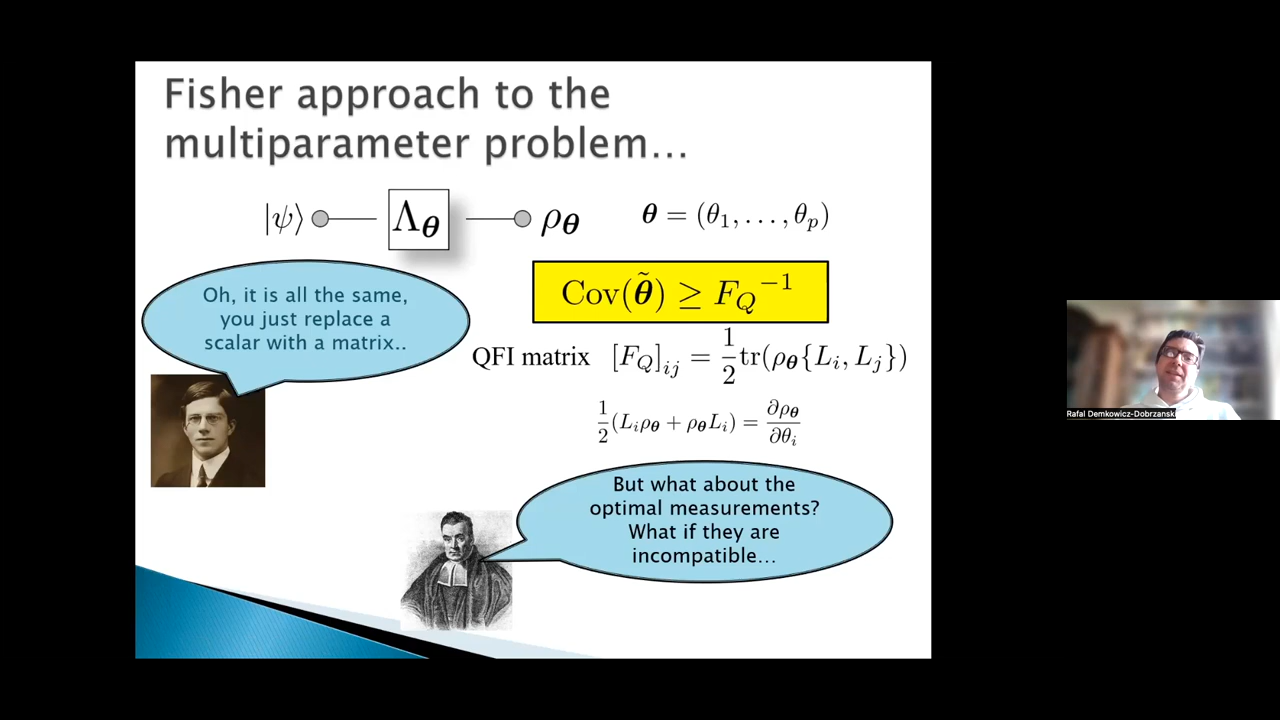 Fisher approach to the
multiparameter problem...
|ψ⟩ Λ_θ ρ_θ θ = (θ₁, . . . , θₚ)
Oh, it is all the same,
you just replace a
scalar with a matrix..
Cov(θ̃) ≥ F_Q⁻¹
QFI matrix [F_Q]_ij = 1/2 tr(ρ_θ{L_i, L_j})
1/2 (L_i ρ_θ + ρ_θ L_i) = ∂ρ_θ/∂θ_i
But what about the
optimal measurements?
What if they are
incompatible...
Rafal Demkowicz-Dobrzanski